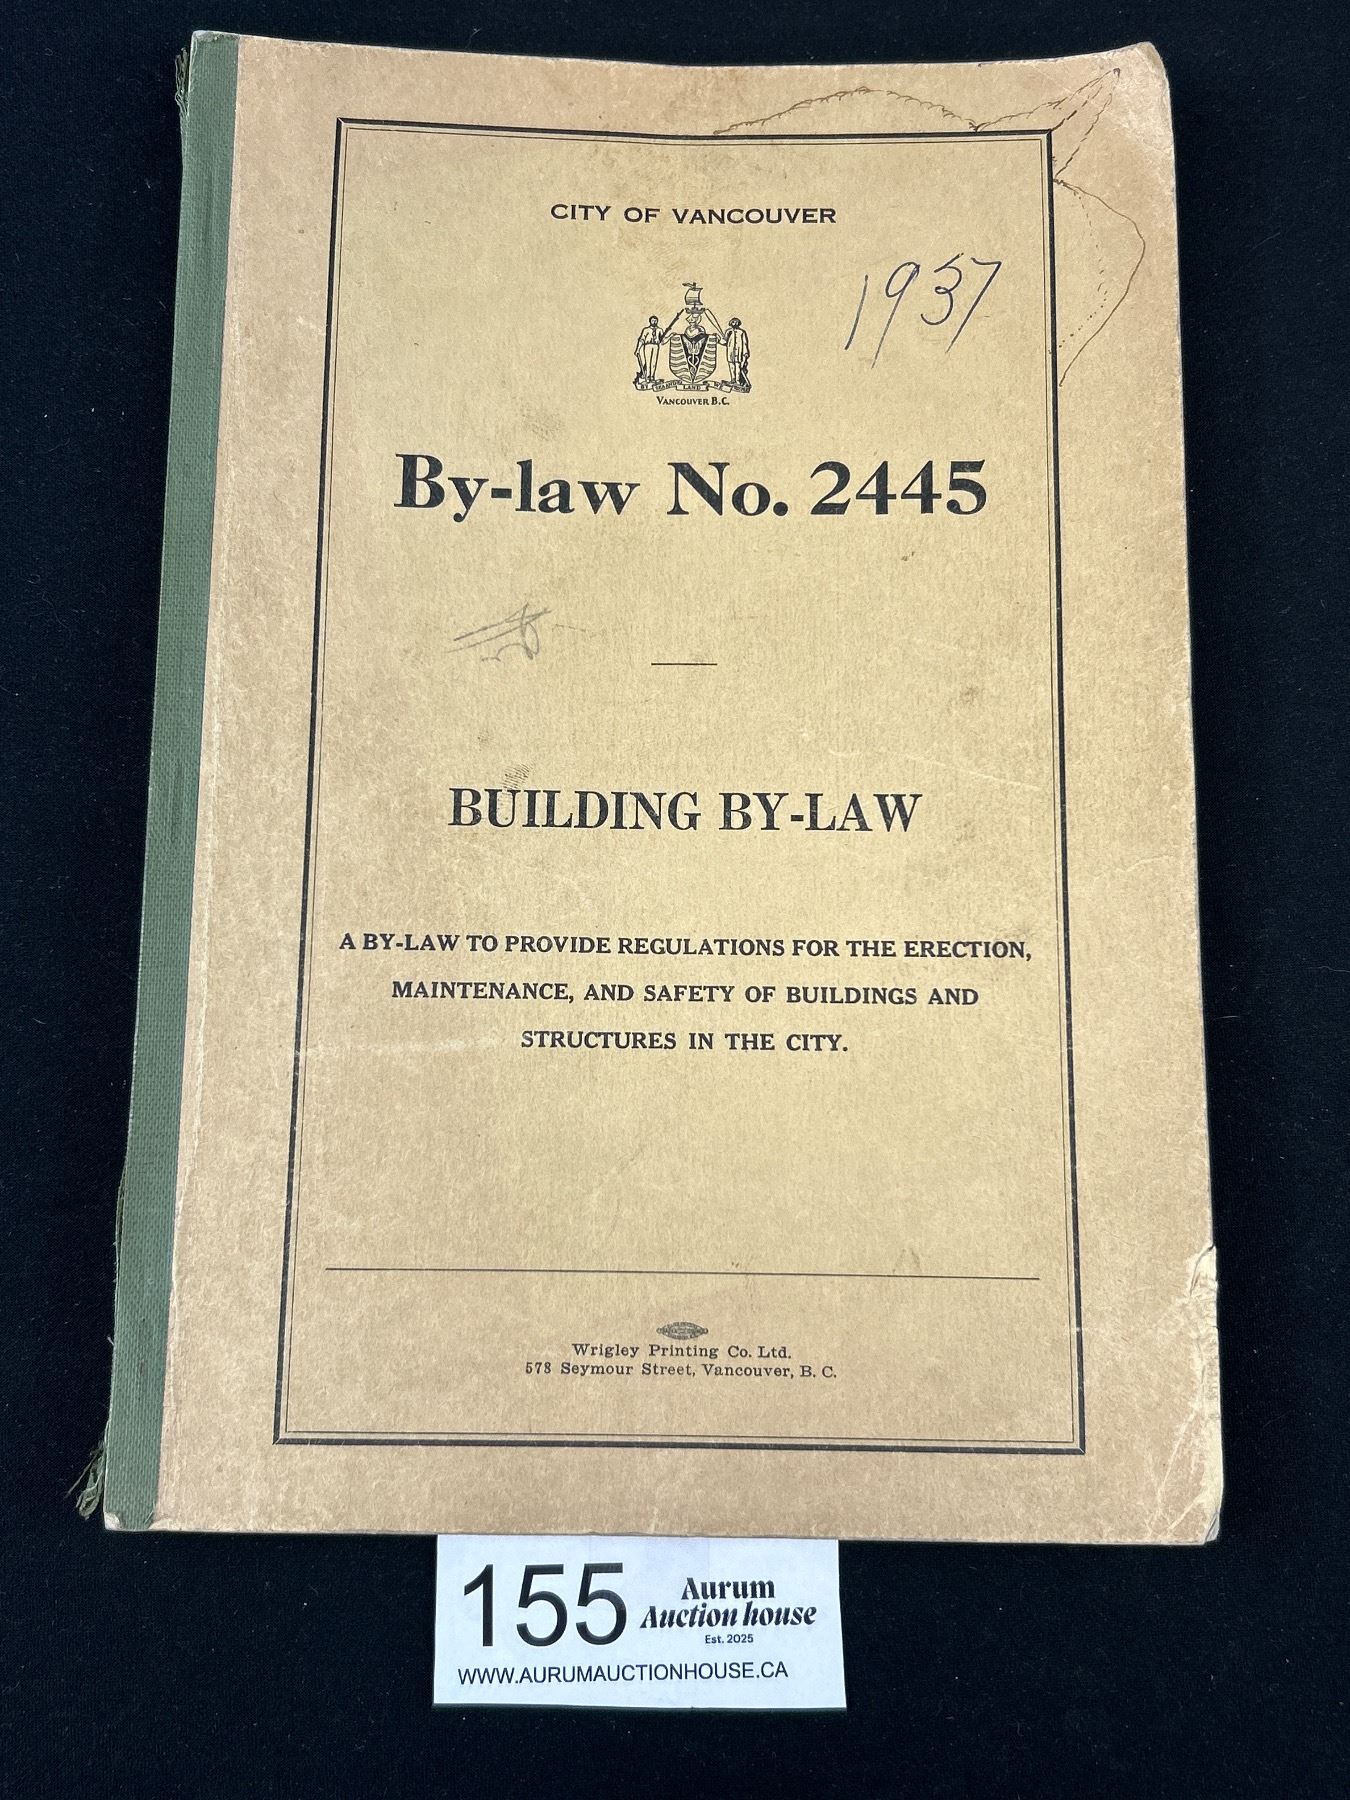 CITY OF VANCOUVER
1937
VANCOUVER B.C.
By-law No. 2445
BUILDING BY-LAW
A BY-LAW TO PROVIDE REGULATIONS FOR THE ERECTION,
MAINTENANCE, AND SAFETY OF BUILDINGS AND
STRUCTURES IN THE CITY.
Wrigley Printing Co. Ltd.
578 Seymour Street, Vancouver, B. C.
155
Aurum
Auction house
Est. 2025
WWW.AURUMAUCTIONHOUSE.CA